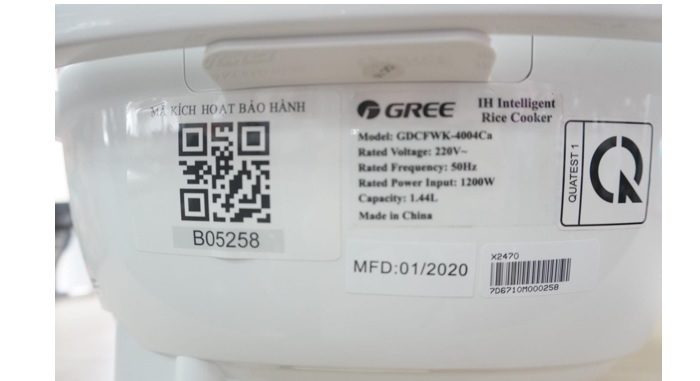 MÃ KÍCH HOẠT BẢO HÀNH
B05258
GREE
IH Intelligent
Rice Cooker
Model: GDCFWK-4004Ca
Rated Voltage: 220V~
Rated Frequency: 50Hz
Rated Power Input: 1200W
Capacity: 1.44L
Made in China
QUATEST 1
MFD:01/2020
X2470
7D6710M000258